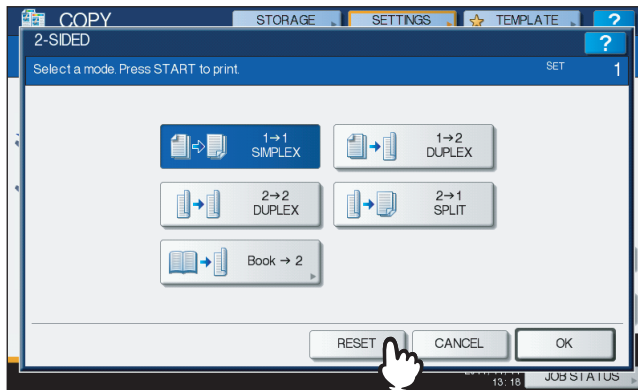 COPY STORAGE SETTINGS TEMPLATE ?
2-SIDED ?
Select a mode. Press START to print. SET 1
1→1 SIMPLEX
1→2 DUPLEX
2→2 DUPLEX
2→1 SPLIT
Book → 2
RESET CANCEL OK
13:18 JOB STATUS